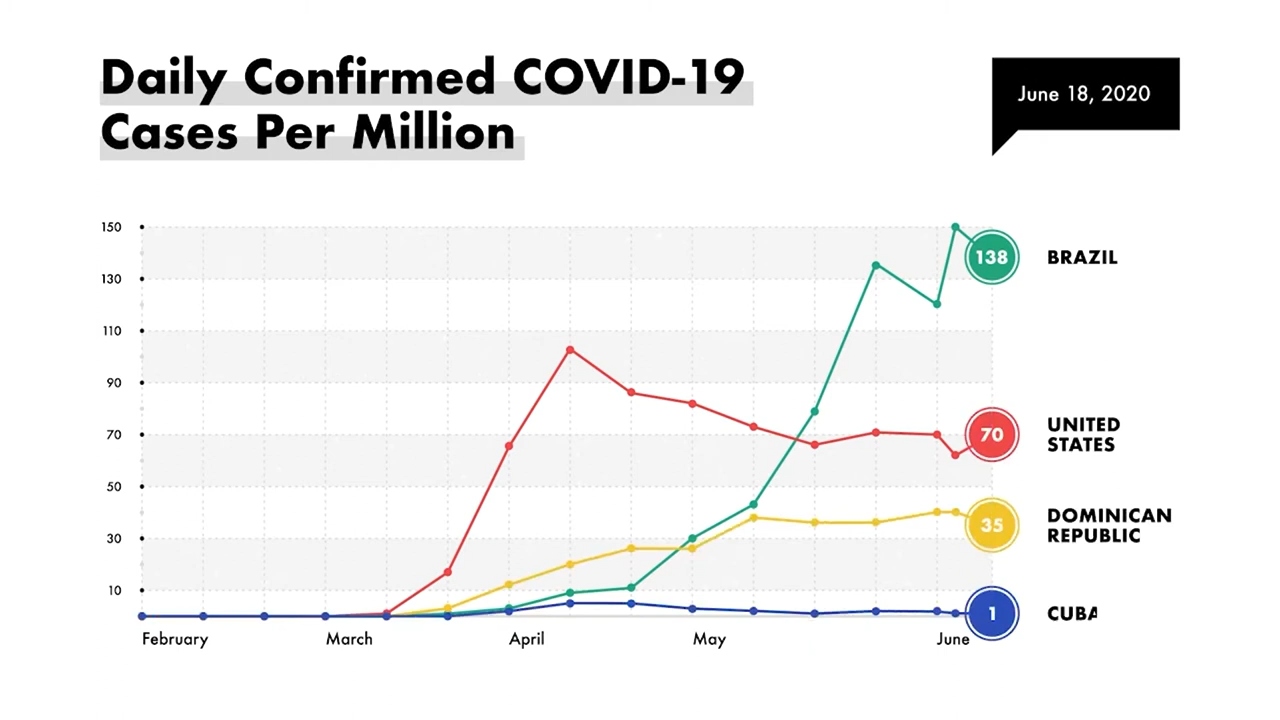 Daily Confirmed COVID-19
Cases Per Million
June 18, 2020
150
130
110
90
70
50
30
10
February
March
April
May
June
138
BRAZIL
70
UNITED
STATES
35
DOMINICAN
REPUBLIC
1
CUBA